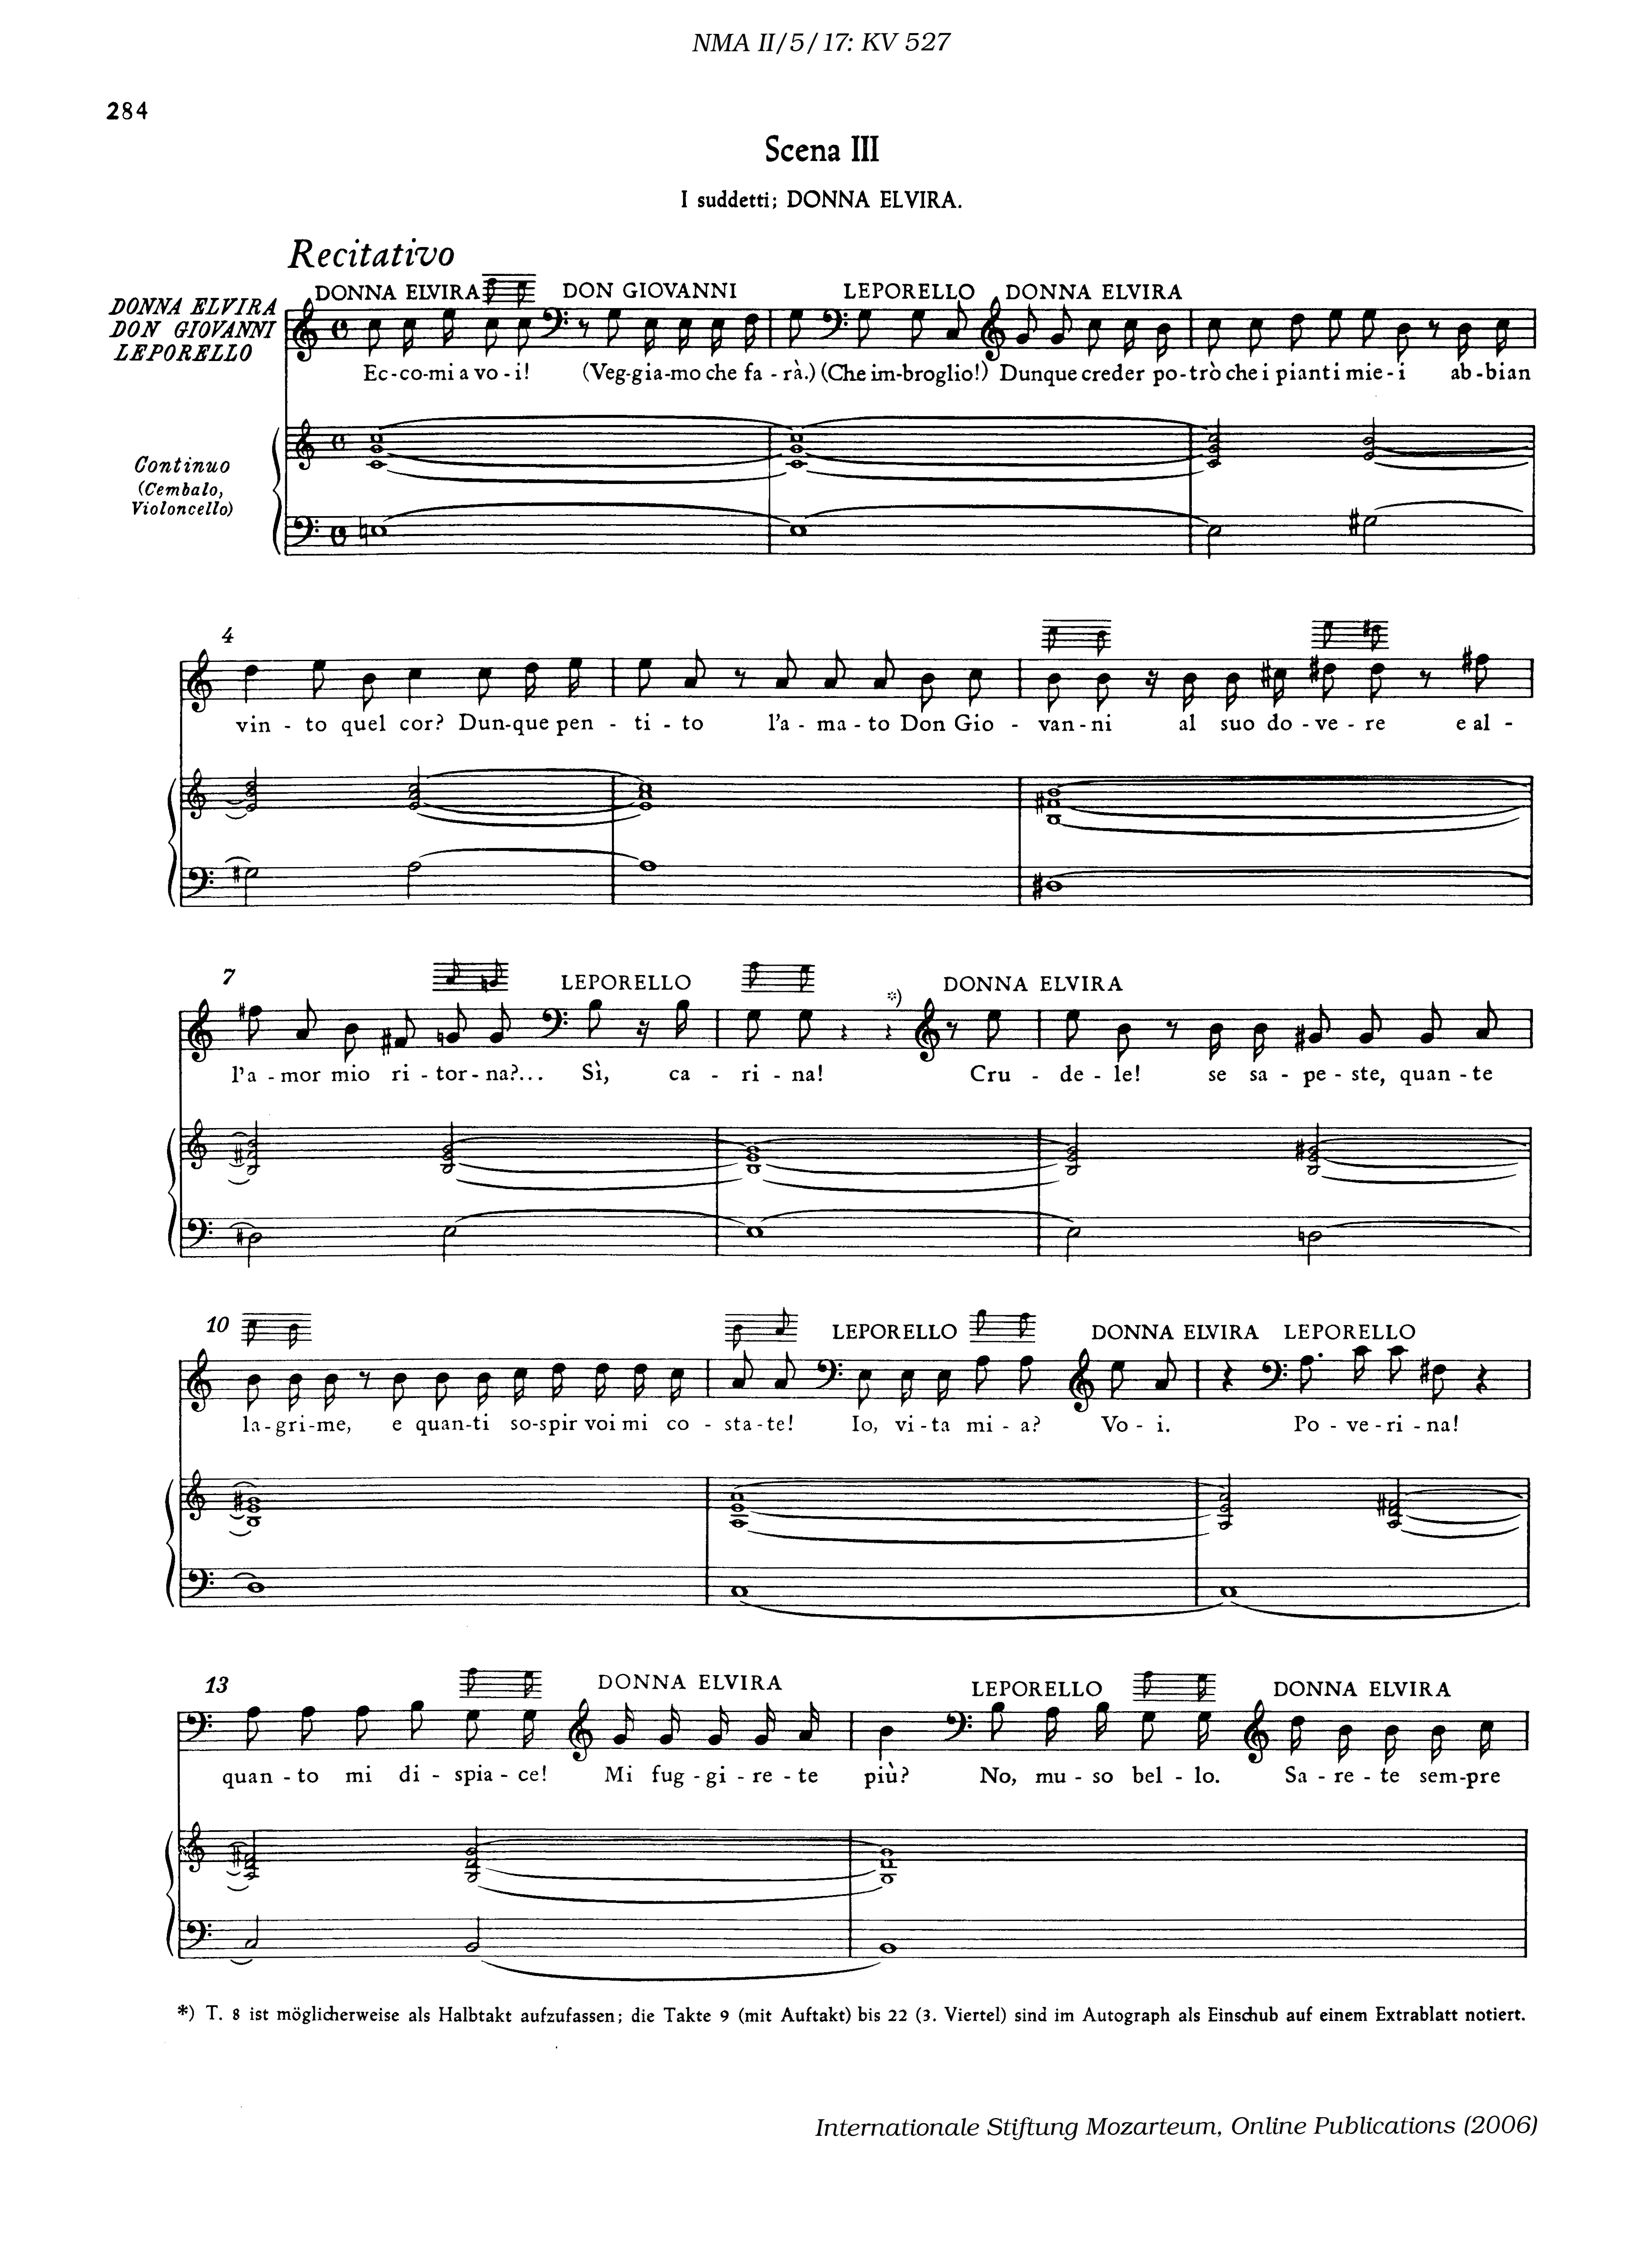 NMA II/5/17: KV 527
284
Scena III
I suddetti; DONNA ELVIRA.
Recitativo
DONNA ELVIRA DON GIOVANNI LEPORELLO DONNA ELVIRA
DONNA ELVIRA
DON GIOVANNI
LEPORELLO
Ec-co-mi a vo-i! (Veg-gia-mo che fa-rà.) (Che im-broglio!) Dunque creder po-trò che i pianti mie-i ab-bian
Continuo
(Cembalo,
Violoncello)
4
vin-to quel cor? Dun-que pen-ti-to l'a-ma-to Don Gio-van-ni al suo do-ve-re e al-
7 LEPORELLO *) DONNA ELVIRA
l'a-mor mio ri-tor-na?... Sì, ca-ri-na! Cru-de-le! se sa-pe-ste, quan-te
10 LEPORELLO DONNA ELVIRA LEPORELLO
la-gri-me, e quan-ti so-spir voi mi co-sta-te! Io, vi-ta mi-a? Vo-i. Po-ve-ri-na!
13 DONNA ELVIRA LEPORELLO DONNA ELVIRA
quan-to mi di-spia-ce! Mi fug-gi-re-te più? No, mu-so bel-lo. Sa-re-te sem-pre
*) T. 8 ist möglicherweise als Halbtakt aufzufassen; die Takte 9 (mit Auftakt) bis 22 (3. Viertel) sind im Autograph als Einschub auf einem Extrablatt notiert.
Internationale Stiftung Mozarteum, Online Publications (2006)